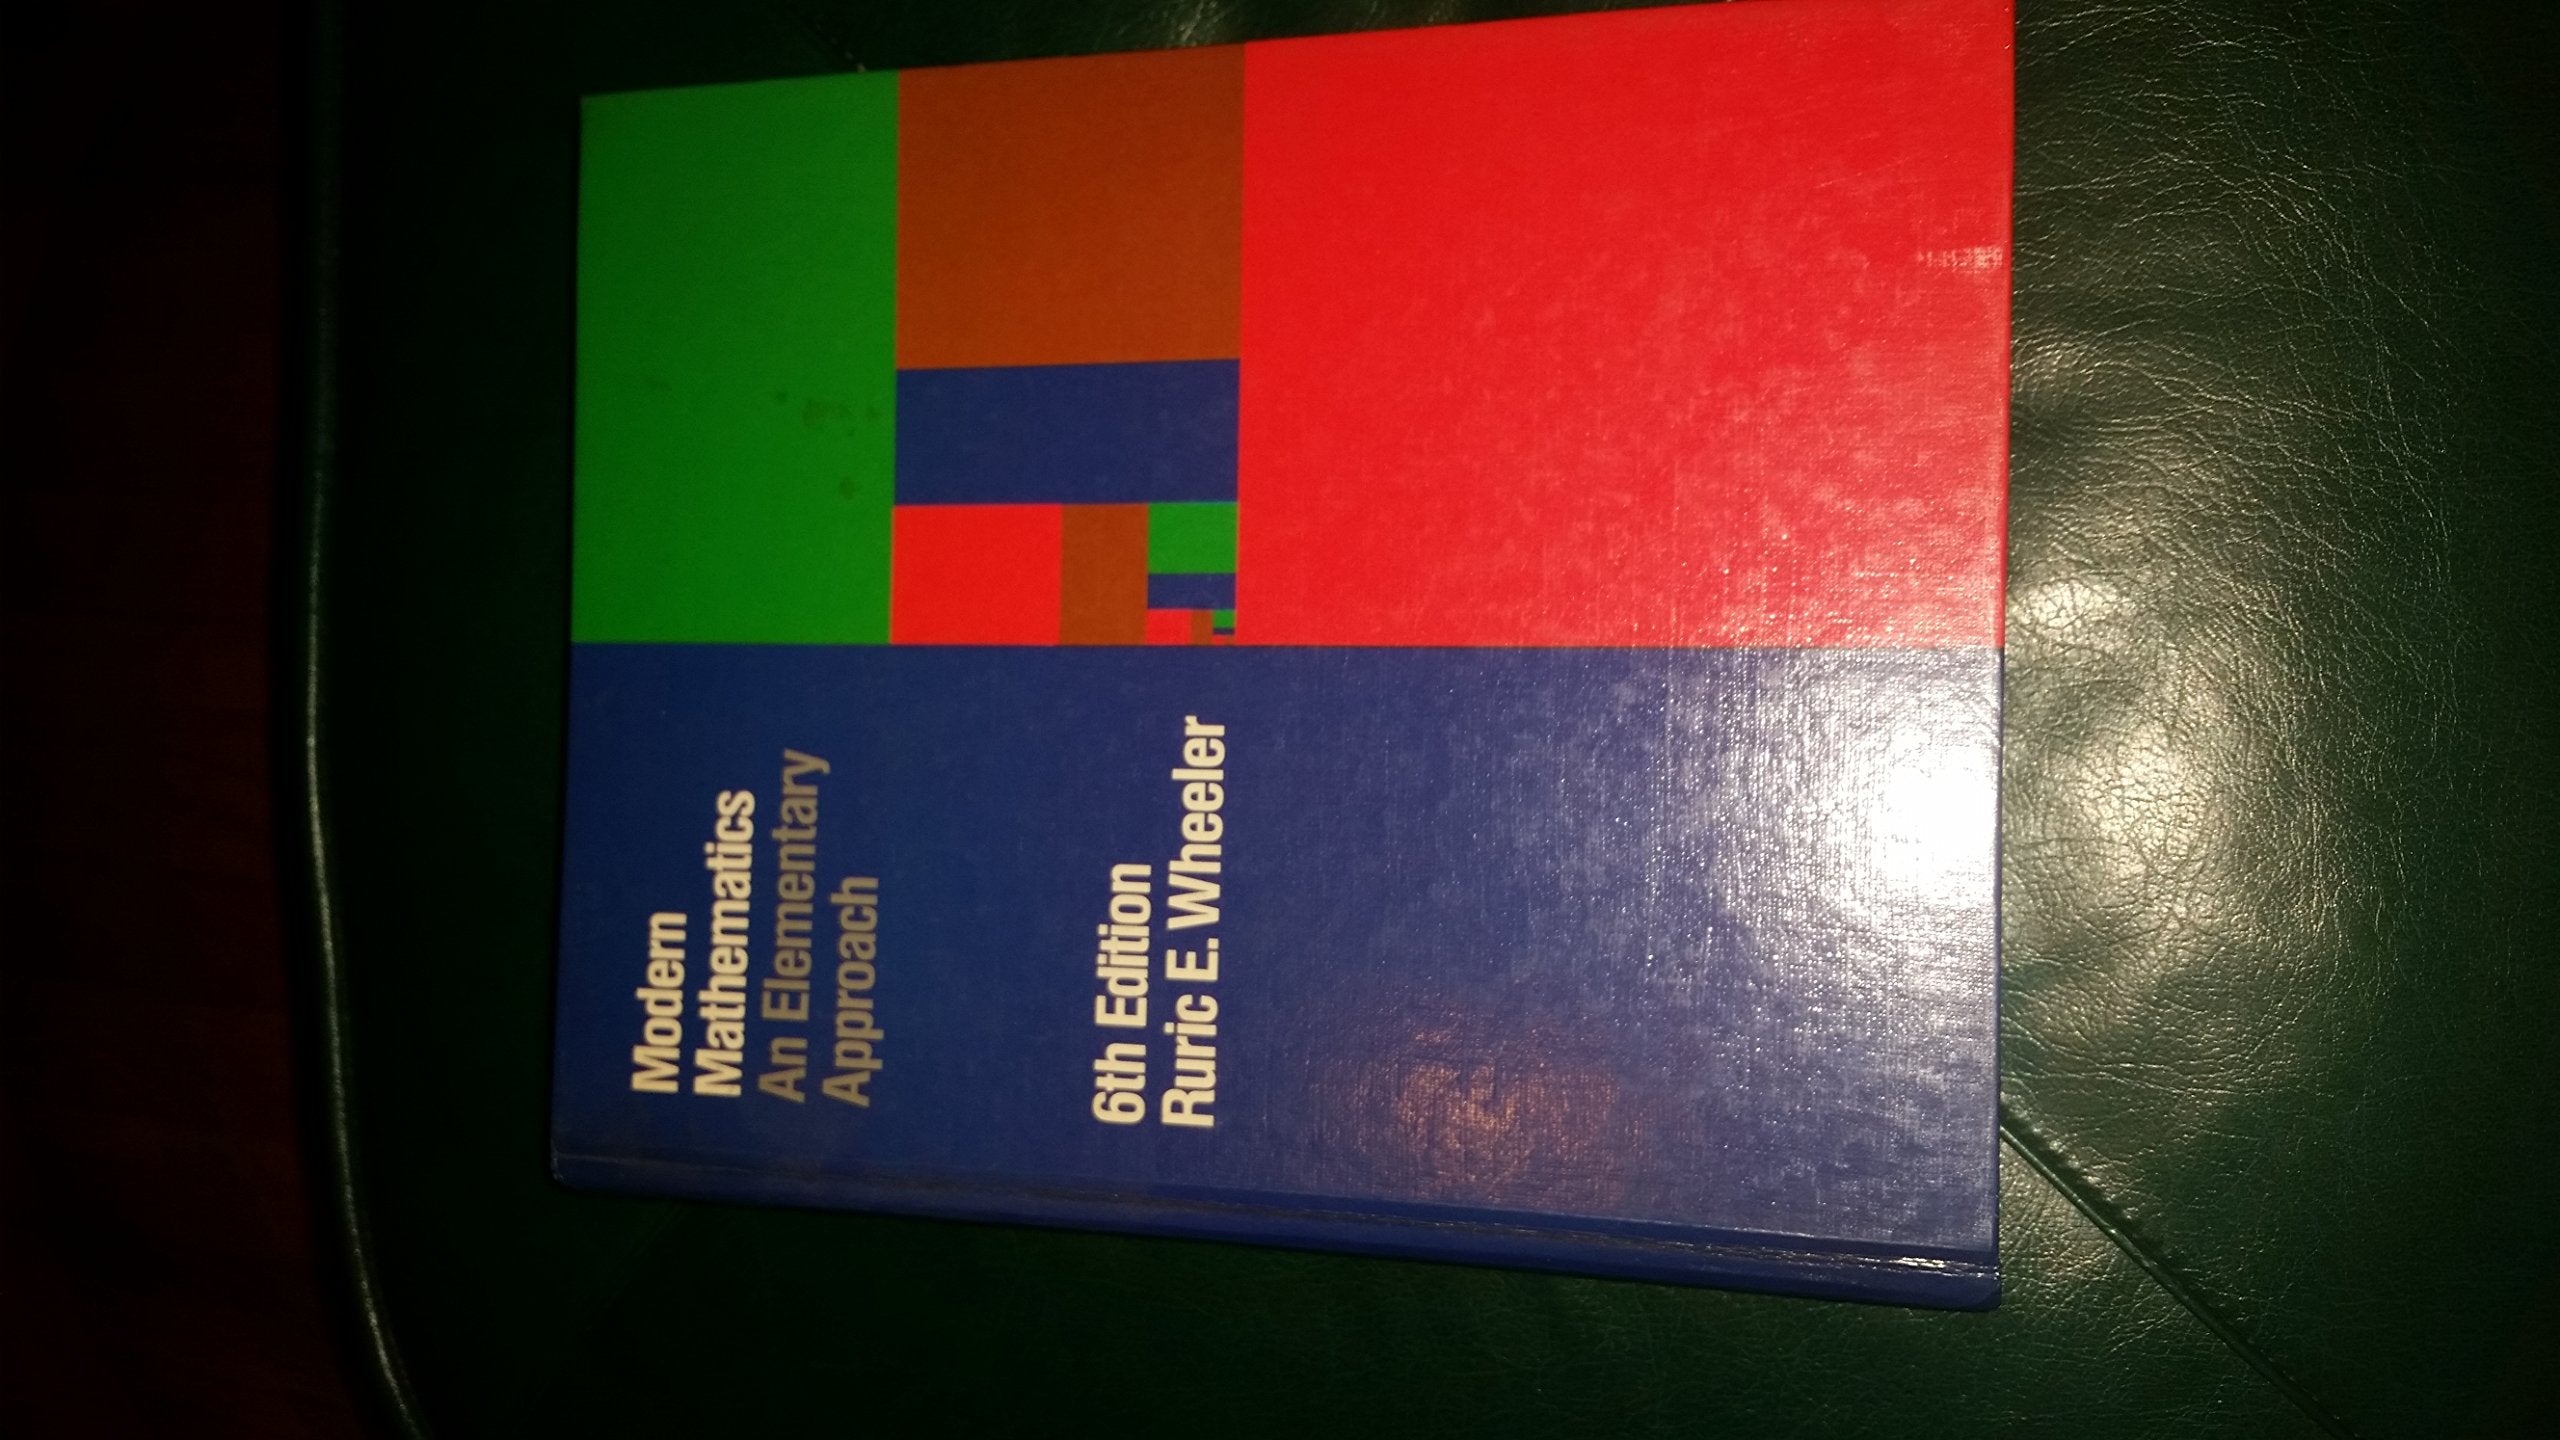 Modern
Mathematics
An Elementary
Approach
6th Edition
Ruric E. Wheeler